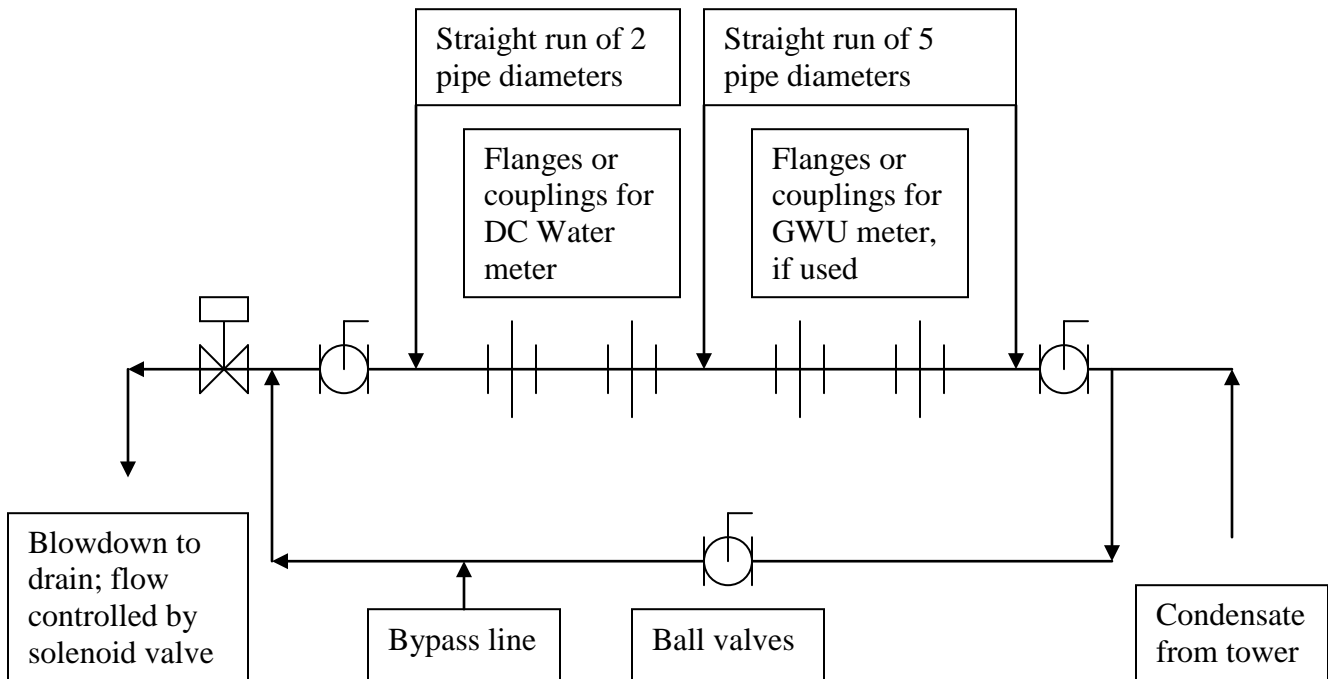 Straight run of 2
pipe diameters
Straight run of 5
pipe diameters
Flanges or
couplings for
DC Water
meter
Flanges or
couplings for
GWU meter,
if used
Blowdown to
drain; flow
controlled by
solenoid valve
Bypass line
Ball valves
Condensate
from tower